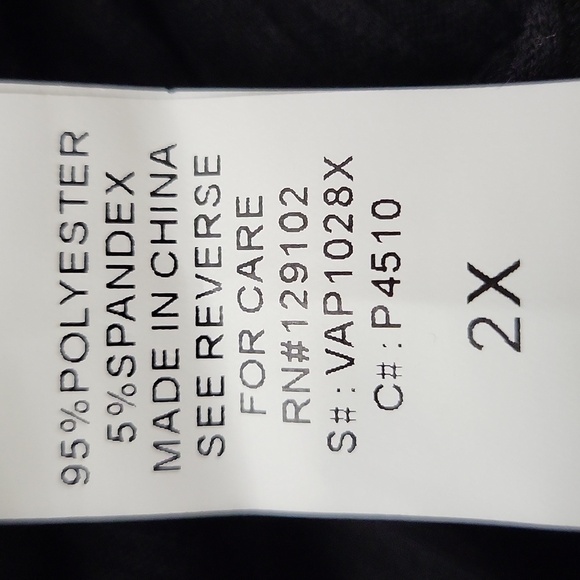 95%POLYESTER
5%SPANDEX
MADE IN CHINA
SEE REVERSE
FOR CARE
RN#129102
S# : VAP1028X
C# : P4510
2X